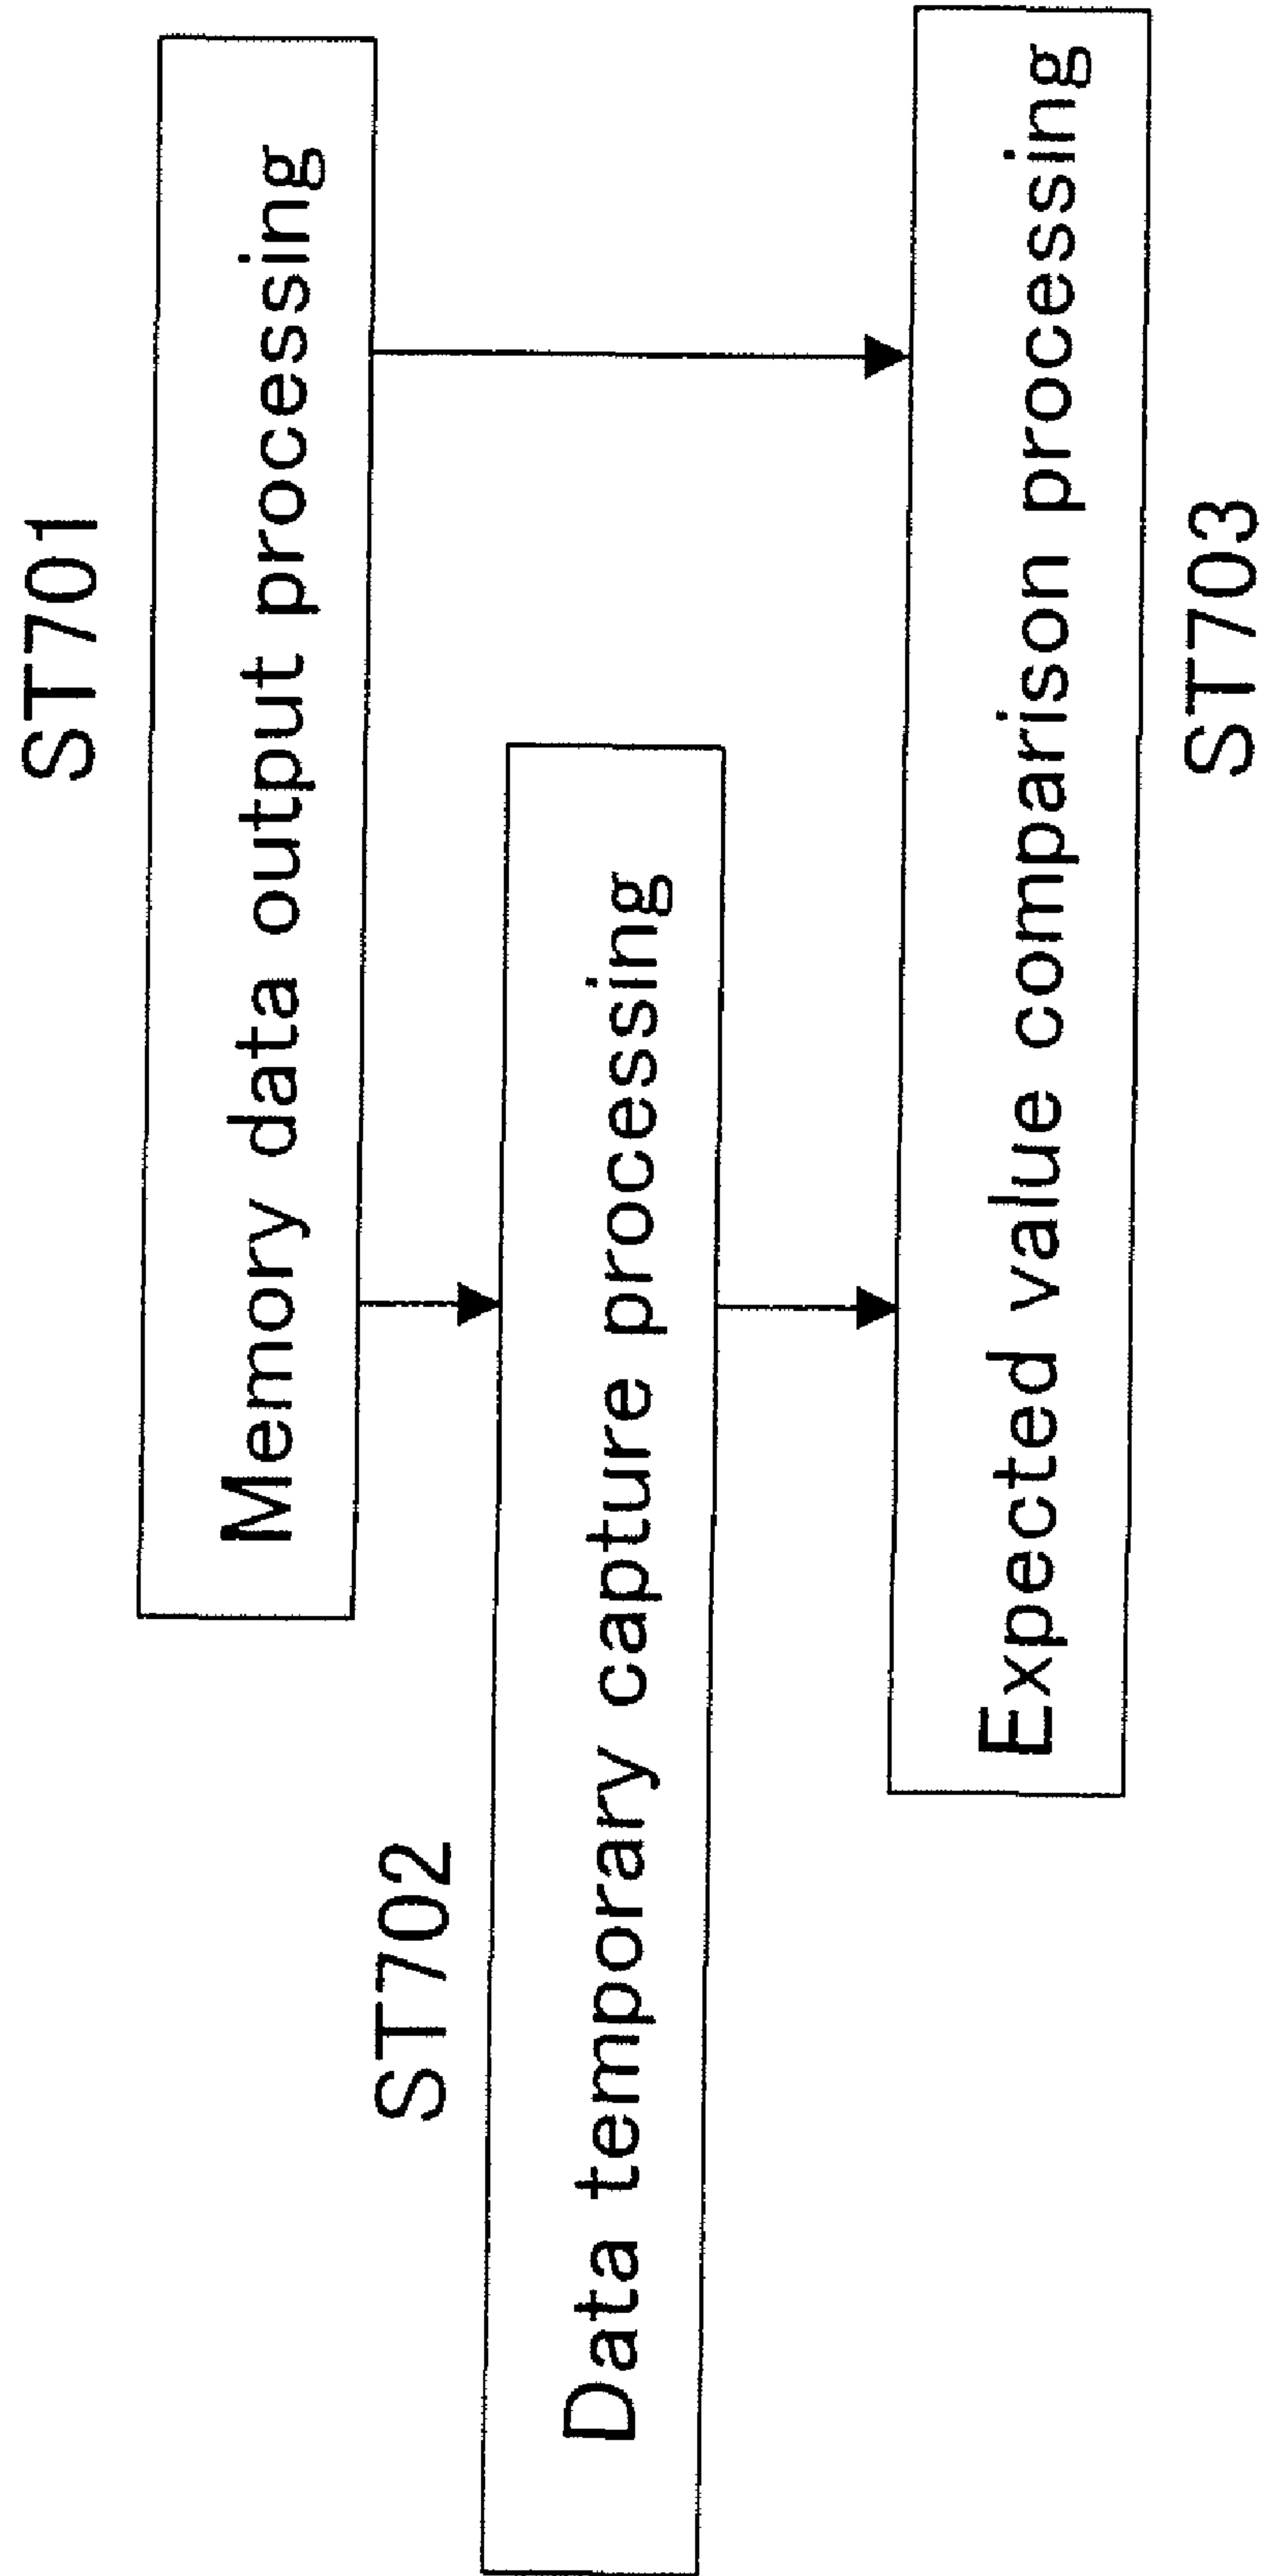 ST701
Memory data output processing
ST702
Data temporary capture processing
Expected value comparison processing
ST703